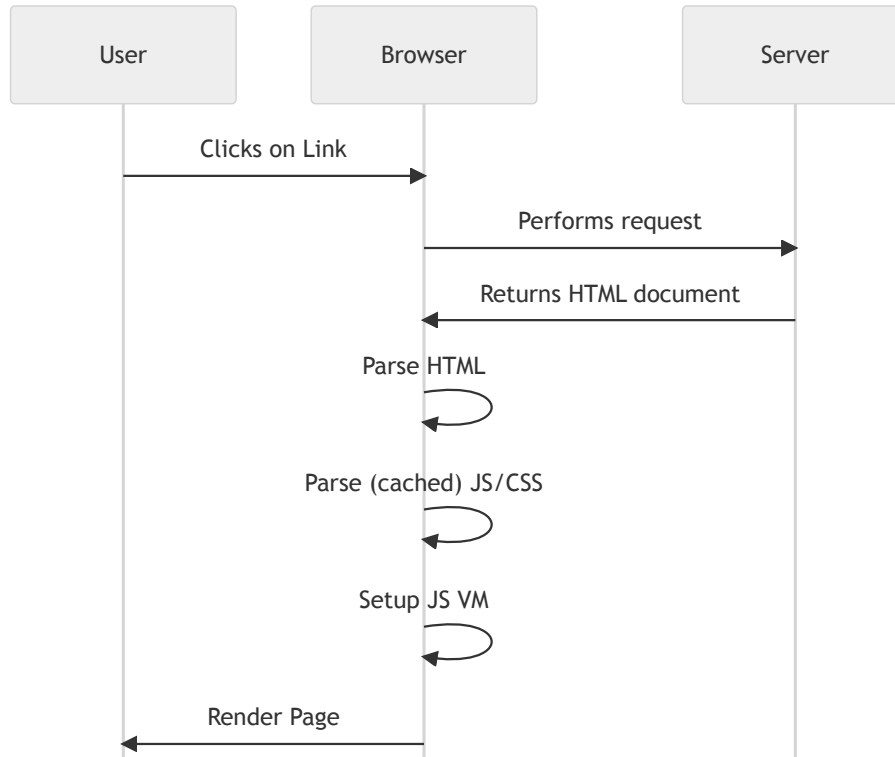 User
Browser
Server
Clicks on Link
Performs request
Returns HTML document
Parse HTML
Parse (cached) JS/CSS
Setup JS VM
Render Page